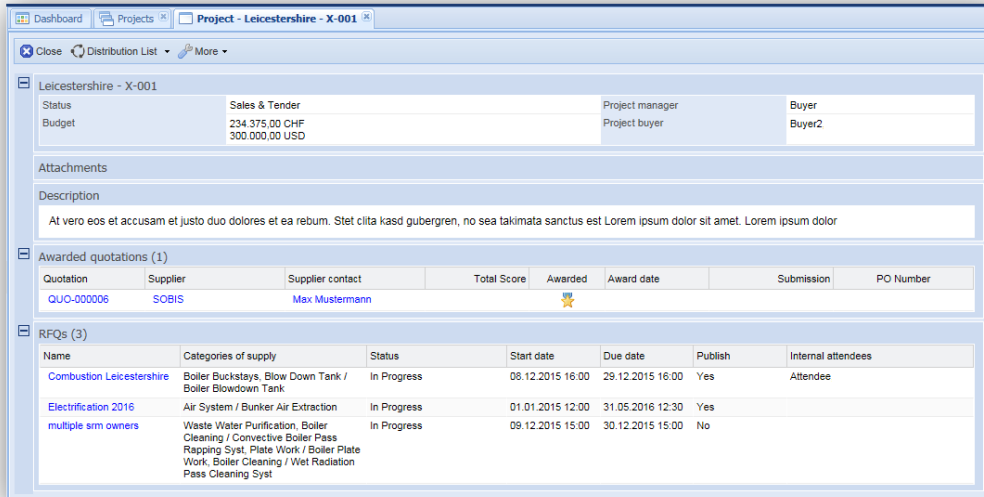 Dashboard Projects Project - Leicestershire - X-001
Close Distribution List More
Leicestershire - X-001
Status Sales & Tender Project manager Buyer
Budget 234.375,00 CHF Project buyer Buyer2
300.000,00 USD
Attachments
Description
At vero eos et accusam et justo duo dolores et ea rebum. Stet clita kasd gubergren, no sea takimata sanctus est Lorem ipsum dolor sit amet. Lorem ipsum dolor
Awarded quotations (1)
Quotation Supplier Supplier contact Total Score Awarded Award date Submission PO Number
QUO-000006 SOBIS Max Mustermann
RFQs (3)
Name Categories of supply Status Start date Due date Publish Internal attendees
Combustion Leicestershire Boiler Buckstays, Blow Down Tank / In Progress 08.12.2015 16:00 29.12.2015 16:00 Yes Attendee
Boiler Blowdown Tank
Electrification 2016 Air System / Bunker Air Extraction In Progress 01.01.2015 12:00 31.05.2016 12:30 Yes
multiple srm owners Waste Water Purification, Boiler In Progress 09.12.2015 15:00 30.12.2015 15:00 No
Cleaning / Convective Boiler Pass
Rapping Syst, Plate Work / Boiler Plate
Work, Boiler Cleaning / Wet Radiation
Pass Cleaning Syst